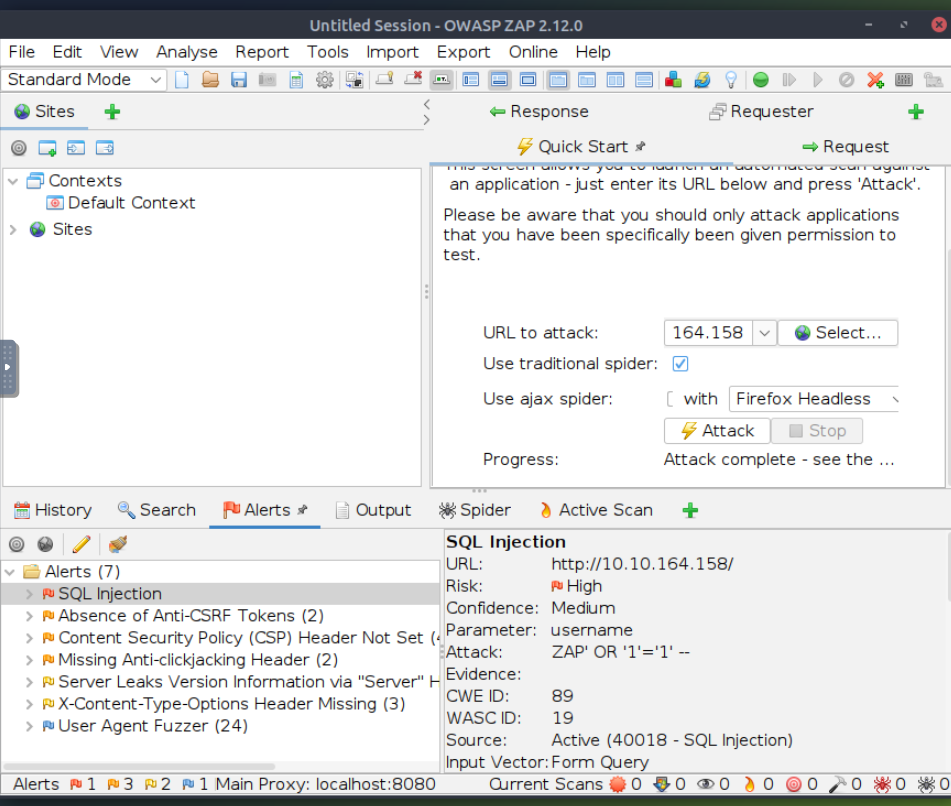 Untitled Session - OWASP ZAP 2.12.0
File Edit View Analyse Report Tools Import Export Online Help
Standard Mode
Sites
Response
Requester
Quick Start
Request
Contexts
Default Context
Sites
This screen allows you to launch an automated scan against
an application - just enter its URL below and press 'Attack'.
Please be aware that you should only attack applications
that you have been specifically been given permission to
test.
URL to attack: 164.158 Select...
Use traditional spider:
Use ajax spider: with Firefox Headless
Attack Stop
Progress: Attack complete - see the ...
History Search Alerts Output Spider Active Scan
Alerts (7)
SQL Injection
Absence of Anti-CSRF Tokens (2)
Content Security Policy (CSP) Header Not Set (
Missing Anti-clickjacking Header (2)
Server Leaks Version Information via "Server" H
X-Content-Type-Options Header Missing (3)
User Agent Fuzzer (24)
SQL Injection
URL: http://10.10.164.158/
Risk: High
Confidence: Medium
Parameter: username
Attack: ZAP' OR '1'='1' --
Evidence:
CWE ID: 89
WASC ID: 19
Source: Active (40018 - SQL Injection)
Input Vector: Form Query
Alerts 1 3 2 1 Main Proxy: localhost:8080 Current Scans 0 0 0 0 0 0 0 0